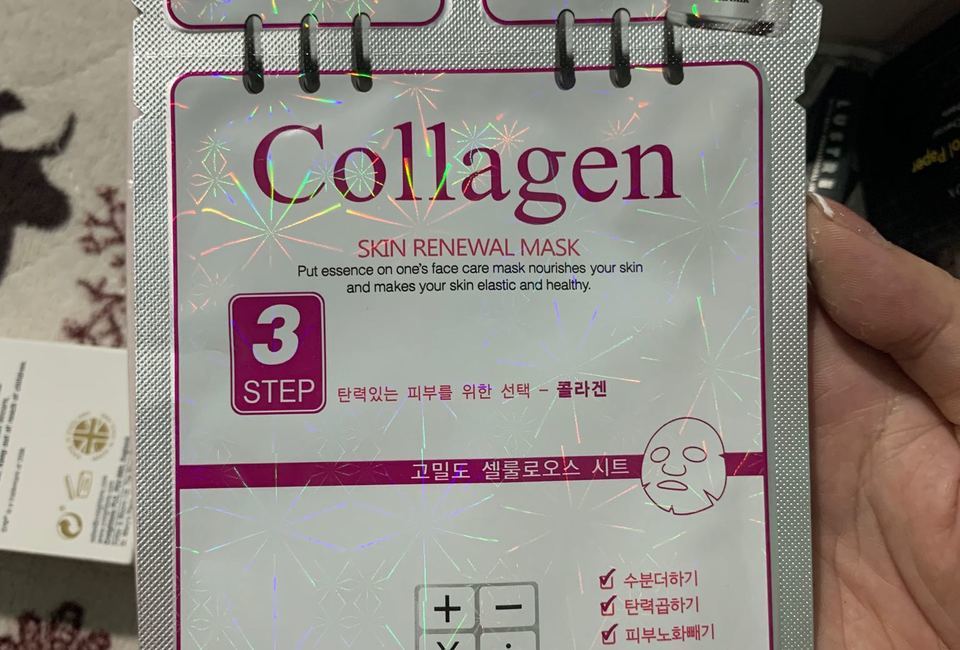 Collagen
SKIN RENEWAL MASK
Put essence on one's face care mask nourishes your skin
and makes your skin elastic and healthy.
3
STEP
탄력있는 피부를 위한 선택 – 콜라겐
고밀도 셀룰로오스 시트
+ −
수분더하기
탄력곱하기
피부노화빼기
ol Paper